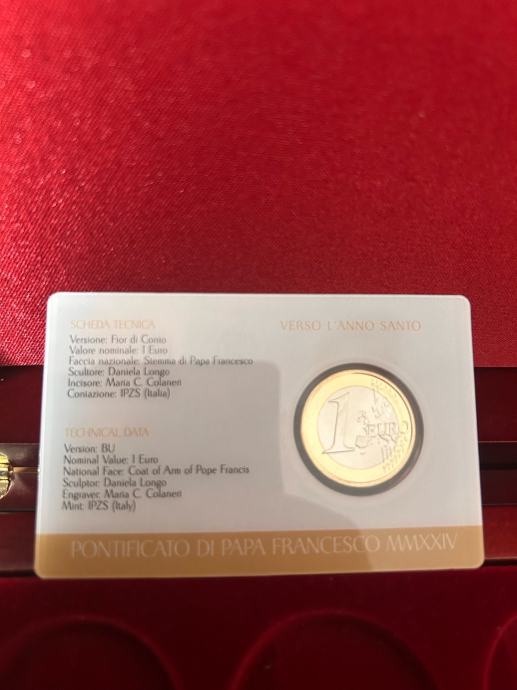 SCHEDA TECNICA
Versione: Fior di Conio
Valore nominale: 1 Euro
Faccia nazionale: Stemma di Papa Francesco
Scultore: Daniela Longo
Incisore: Maria C. Colaneri
Coniazione: IPZS (Italia)
TECHNICAL DATA
Version: BU
Nominal Value: 1 Euro
National Face: Coat of Arm of Pope Francis
Sculptor: Daniela Longo
Engraver: Maria C. Colaneri
Mint: IPZS (Italy)
VERSO L'ANNO SANTO
1 EURO
PONTIFICATO DI PAPA FRANCESCO MMXXIV